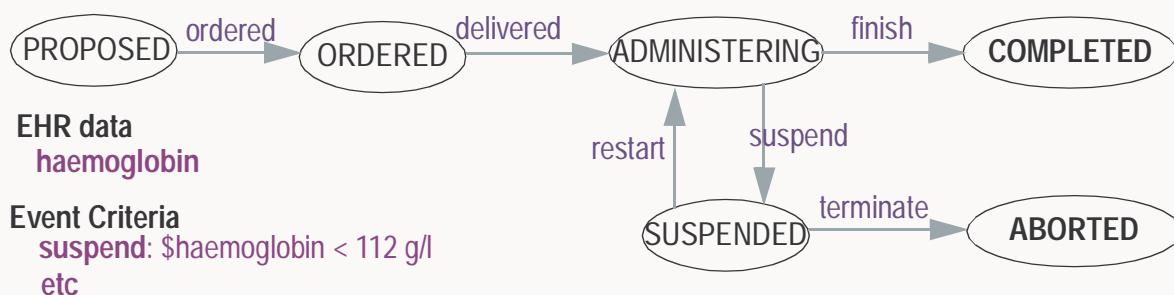 ordered
delivered
finish
PROPOSED
ORDERED
ADMINISTERING
COMPLETED
EHR data
haemoglobin
restart
suspend
Event Criteria
suspend: $haemoglobin < 112 g/l
etc
terminate
SUSPENDED
ABORTED